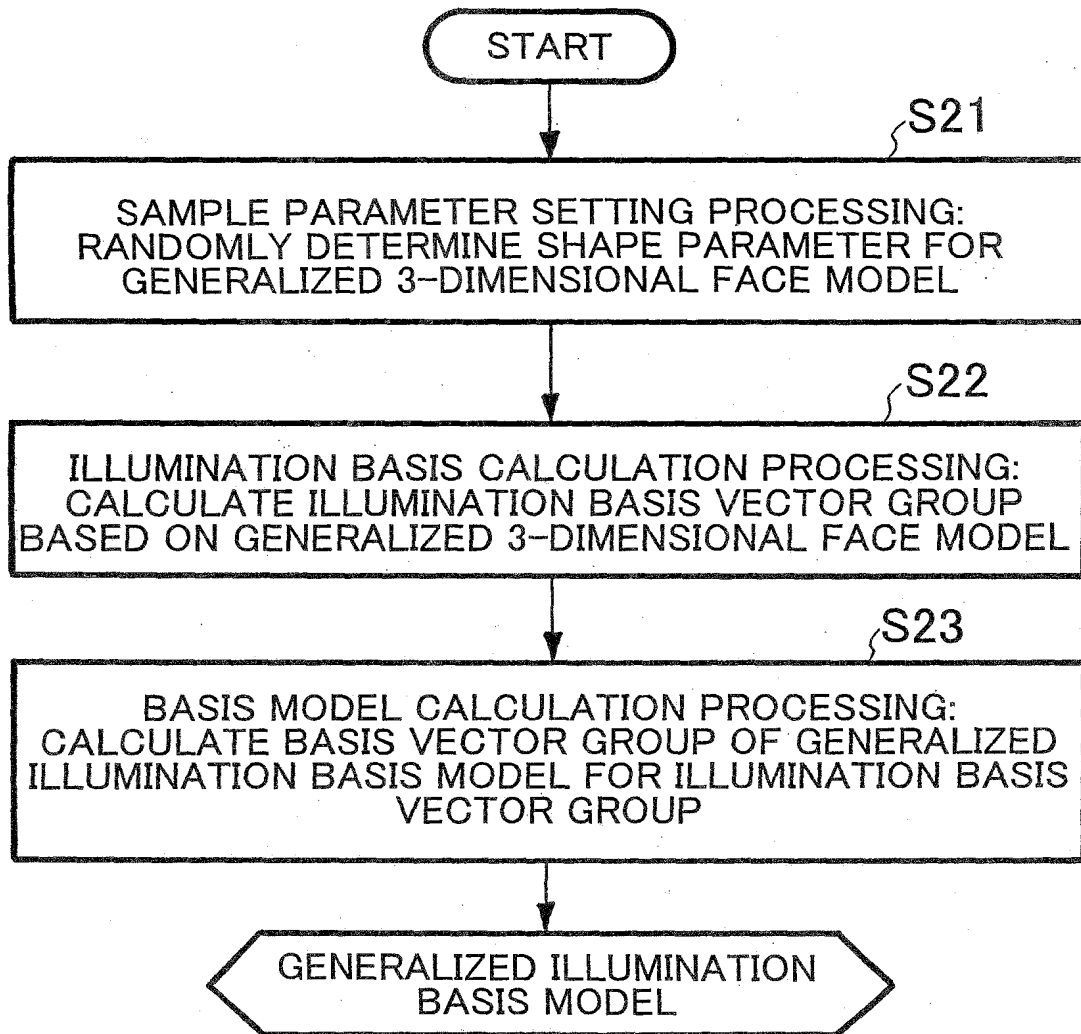 START
S21
SAMPLE PARAMETER SETTING PROCESSING:
RANDOMLY DETERMINE SHAPE PARAMETER FOR
GENERALIZED 3-DIMENSIONAL FACE MODEL
S22
ILLUMINATION BASIS CALCULATION PROCESSING:
CALCULATE ILLUMINATION BASIS VECTOR GROUP
BASED ON GENERALIZED 3-DIMENSIONAL FACE MODEL
S23
BASIS MODEL CALCULATION PROCESSING:
CALCULATE BASIS VECTOR GROUP OF GENERALIZED
ILLUMINATION BASIS MODEL FOR ILLUMINATION BASIS
VECTOR GROUP
GENERALIZED ILLUMINATION
BASIS MODEL